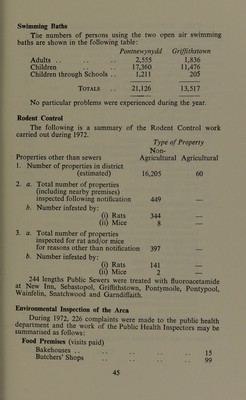 Swimming Baths
The numbers of persons using the two open air swimming
baths are shown in the following table:
Pontnewynydd Griffithstown
Adults .. .. .. 2,555 1,836
Children .. .. 17,360 11,476
Children through Schools .. 1,211 205
Totals .. 21,126 13,517
No particular problems were experienced during the year.
Rodent Control
The following is a summary of the Rodent Control work
carried out during 1972.
Type of Property
Non-
Properties other than sewers Agricultural Agricultural
1. Number of properties in district
(estimated) 16,205 60
2. a. Total number of properties
(including nearby premises)
inspected following notification 449 —
b. Number infested by:
(i) Rats 344 —
(ii) Mice 8 —
3. a. Total number of properties
inspected for rat and/or mice
for reasons other than notification 397 —
b. Number infested by:
(i) Rats 141 —
(ii) Mice 2 —
244 lengths Public Sewers were treated with fluoroacetamide
at New Inn, Sebastopol, Griffithstown, Pontymoile, Pontypool,
Wainfelin, Snatchwood and Garndiffaith.
Environmental Inspection of the Area
During 1972, 226 complaints were made to the public health
department and the work of the Public Health Inspectors may be
summarised as follows:
Food Premises (visits paid)
Bakehouses .. .. .. .. .. 15
Butchers' Shops .. .. .. .. 99
45